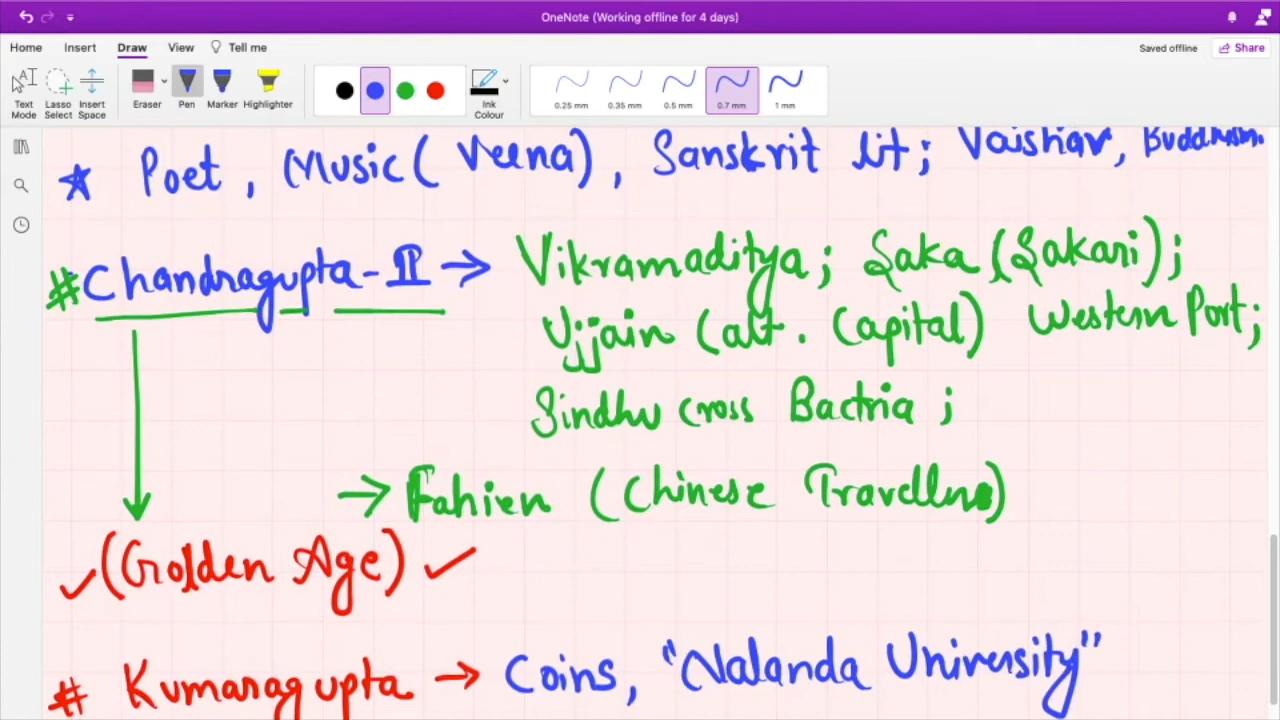 OneNote (Working offline for 4 days)
Home Insert Draw View Tell me Saved offline Share
Text Mode Lasso Select Insert Space Eraser Pen Marker Highlighter Ink Colour 0.25 mm 0.35 mm 0.5 mm 0.7 mm 1 mm
★ Poet, Music (Veena), Sanskrit lit; Vaishav, Buddhism.
# Chandragupta-II → Vikramaditya; Saka (Sakari);
Ujjain (alt. Capital) Western Port;
Sindhu cross Bactria;
→ Fahien (Chinese Traveller)
✓ (Golden Age) ✓
# Kumaragupta → Coins, "Nalanda University"